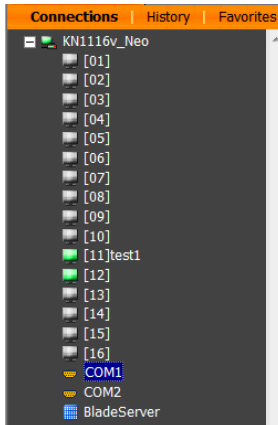 Connections | History | Favorites
KN1116v_Neo
[01]
[02]
[03]
[04]
[05]
[06]
[07]
[08]
[09]
[10]
[11]test1
[12]
[13]
[14]
[15]
[16]
COM1
COM2
BladeServer